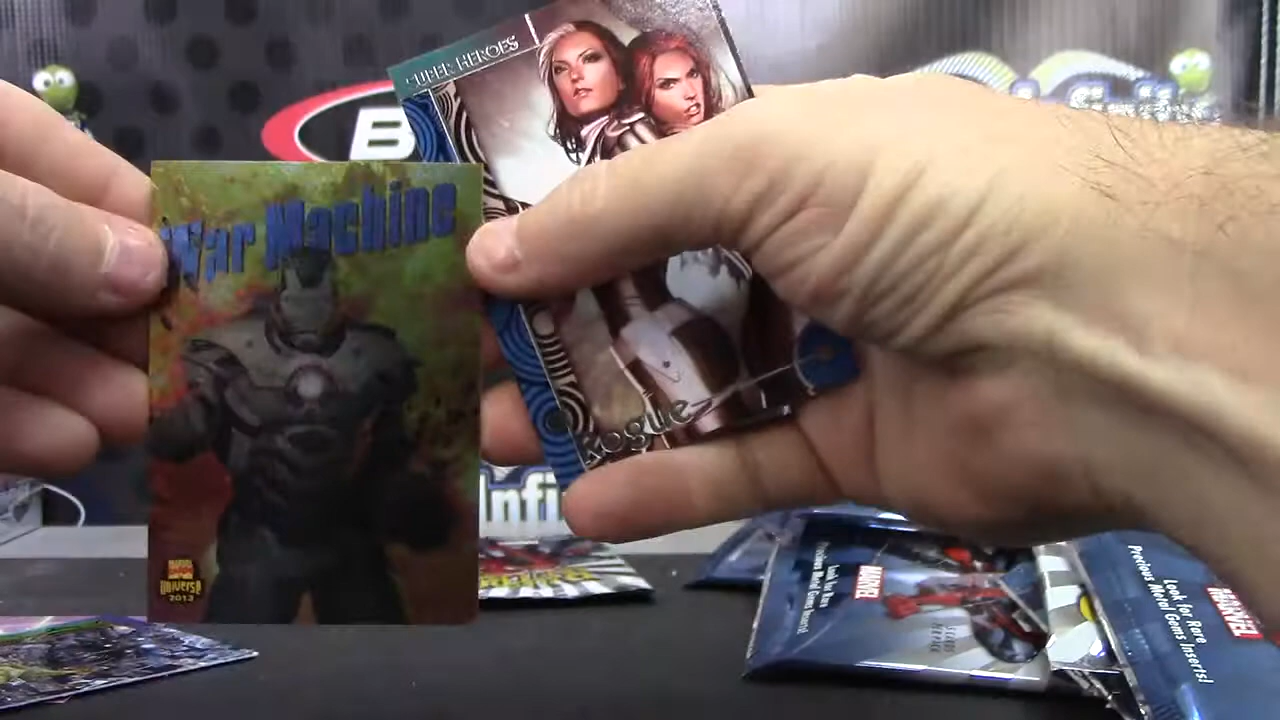 SUPER HEROES
B
War Machine
Rogue
Infi
MARVEL
Universe
2013
MARVEL
Look for Rare
Precious Metal Gems Inserts!
Look for Rare
Precious Metal Gems Inserts!
MARVEL